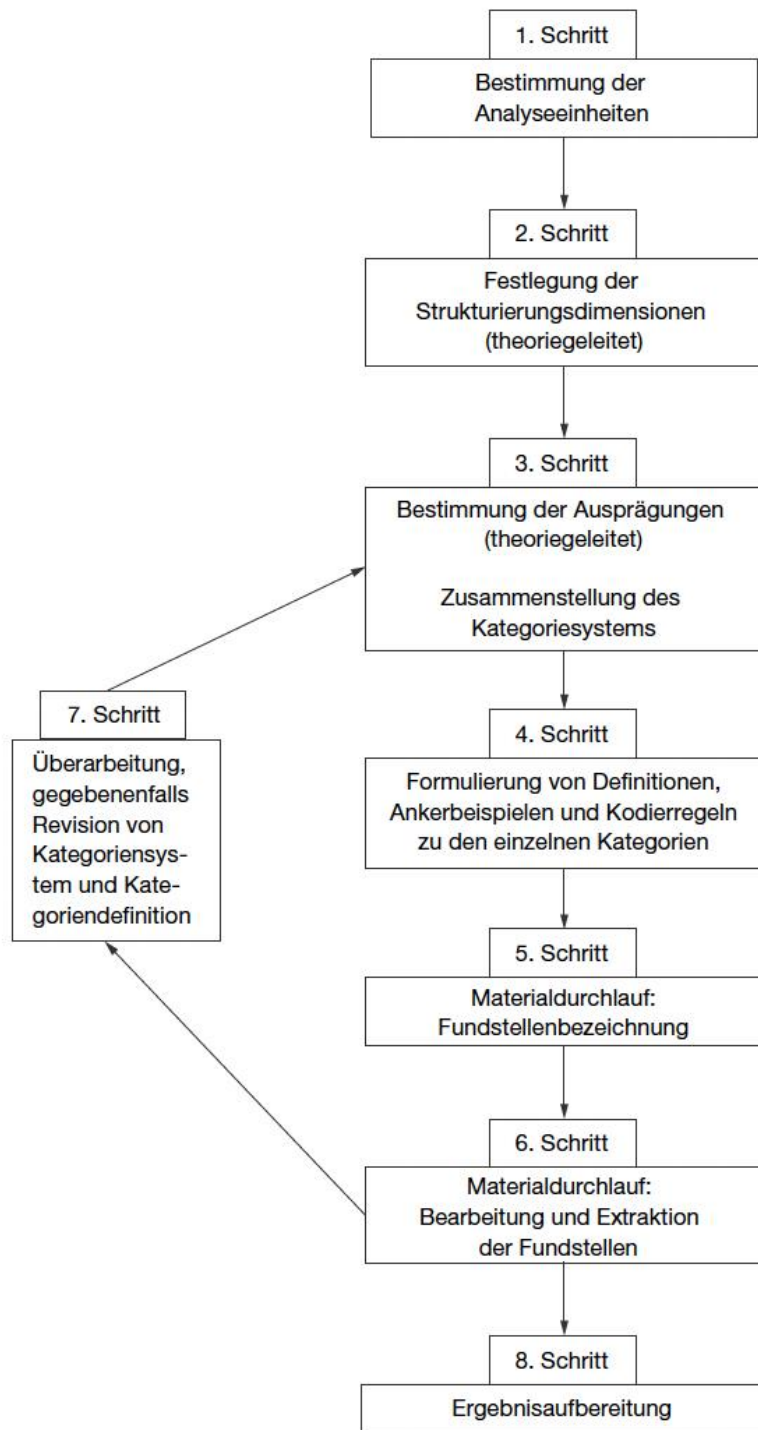 1. Schritt
Bestimmung der
Analyseeinheiten
2. Schritt
Festlegung der
Strukturierungsdimensionen
(theoriegeleitet)
3. Schritt
Bestimmung der Ausprägungen
(theoriegeleitet)
Zusammenstellung des
Kategoriesystems
4. Schritt
Formulierung von Definitionen,
Ankerbeispielen und Kodierregeln
zu den einzelnen Kategorien
5. Schritt
Materialdurchlauf:
Fundstellenbezeichnung
6. Schritt
Materialdurchlauf:
Bearbeitung und Extraktion
der Fundstellen
7. Schritt
Überarbeitung,
gegebenenfalls
Revision von
Kategoriensys-
tem und Kate-
goriendefinition
8. Schritt
Ergebnisaufbereitung